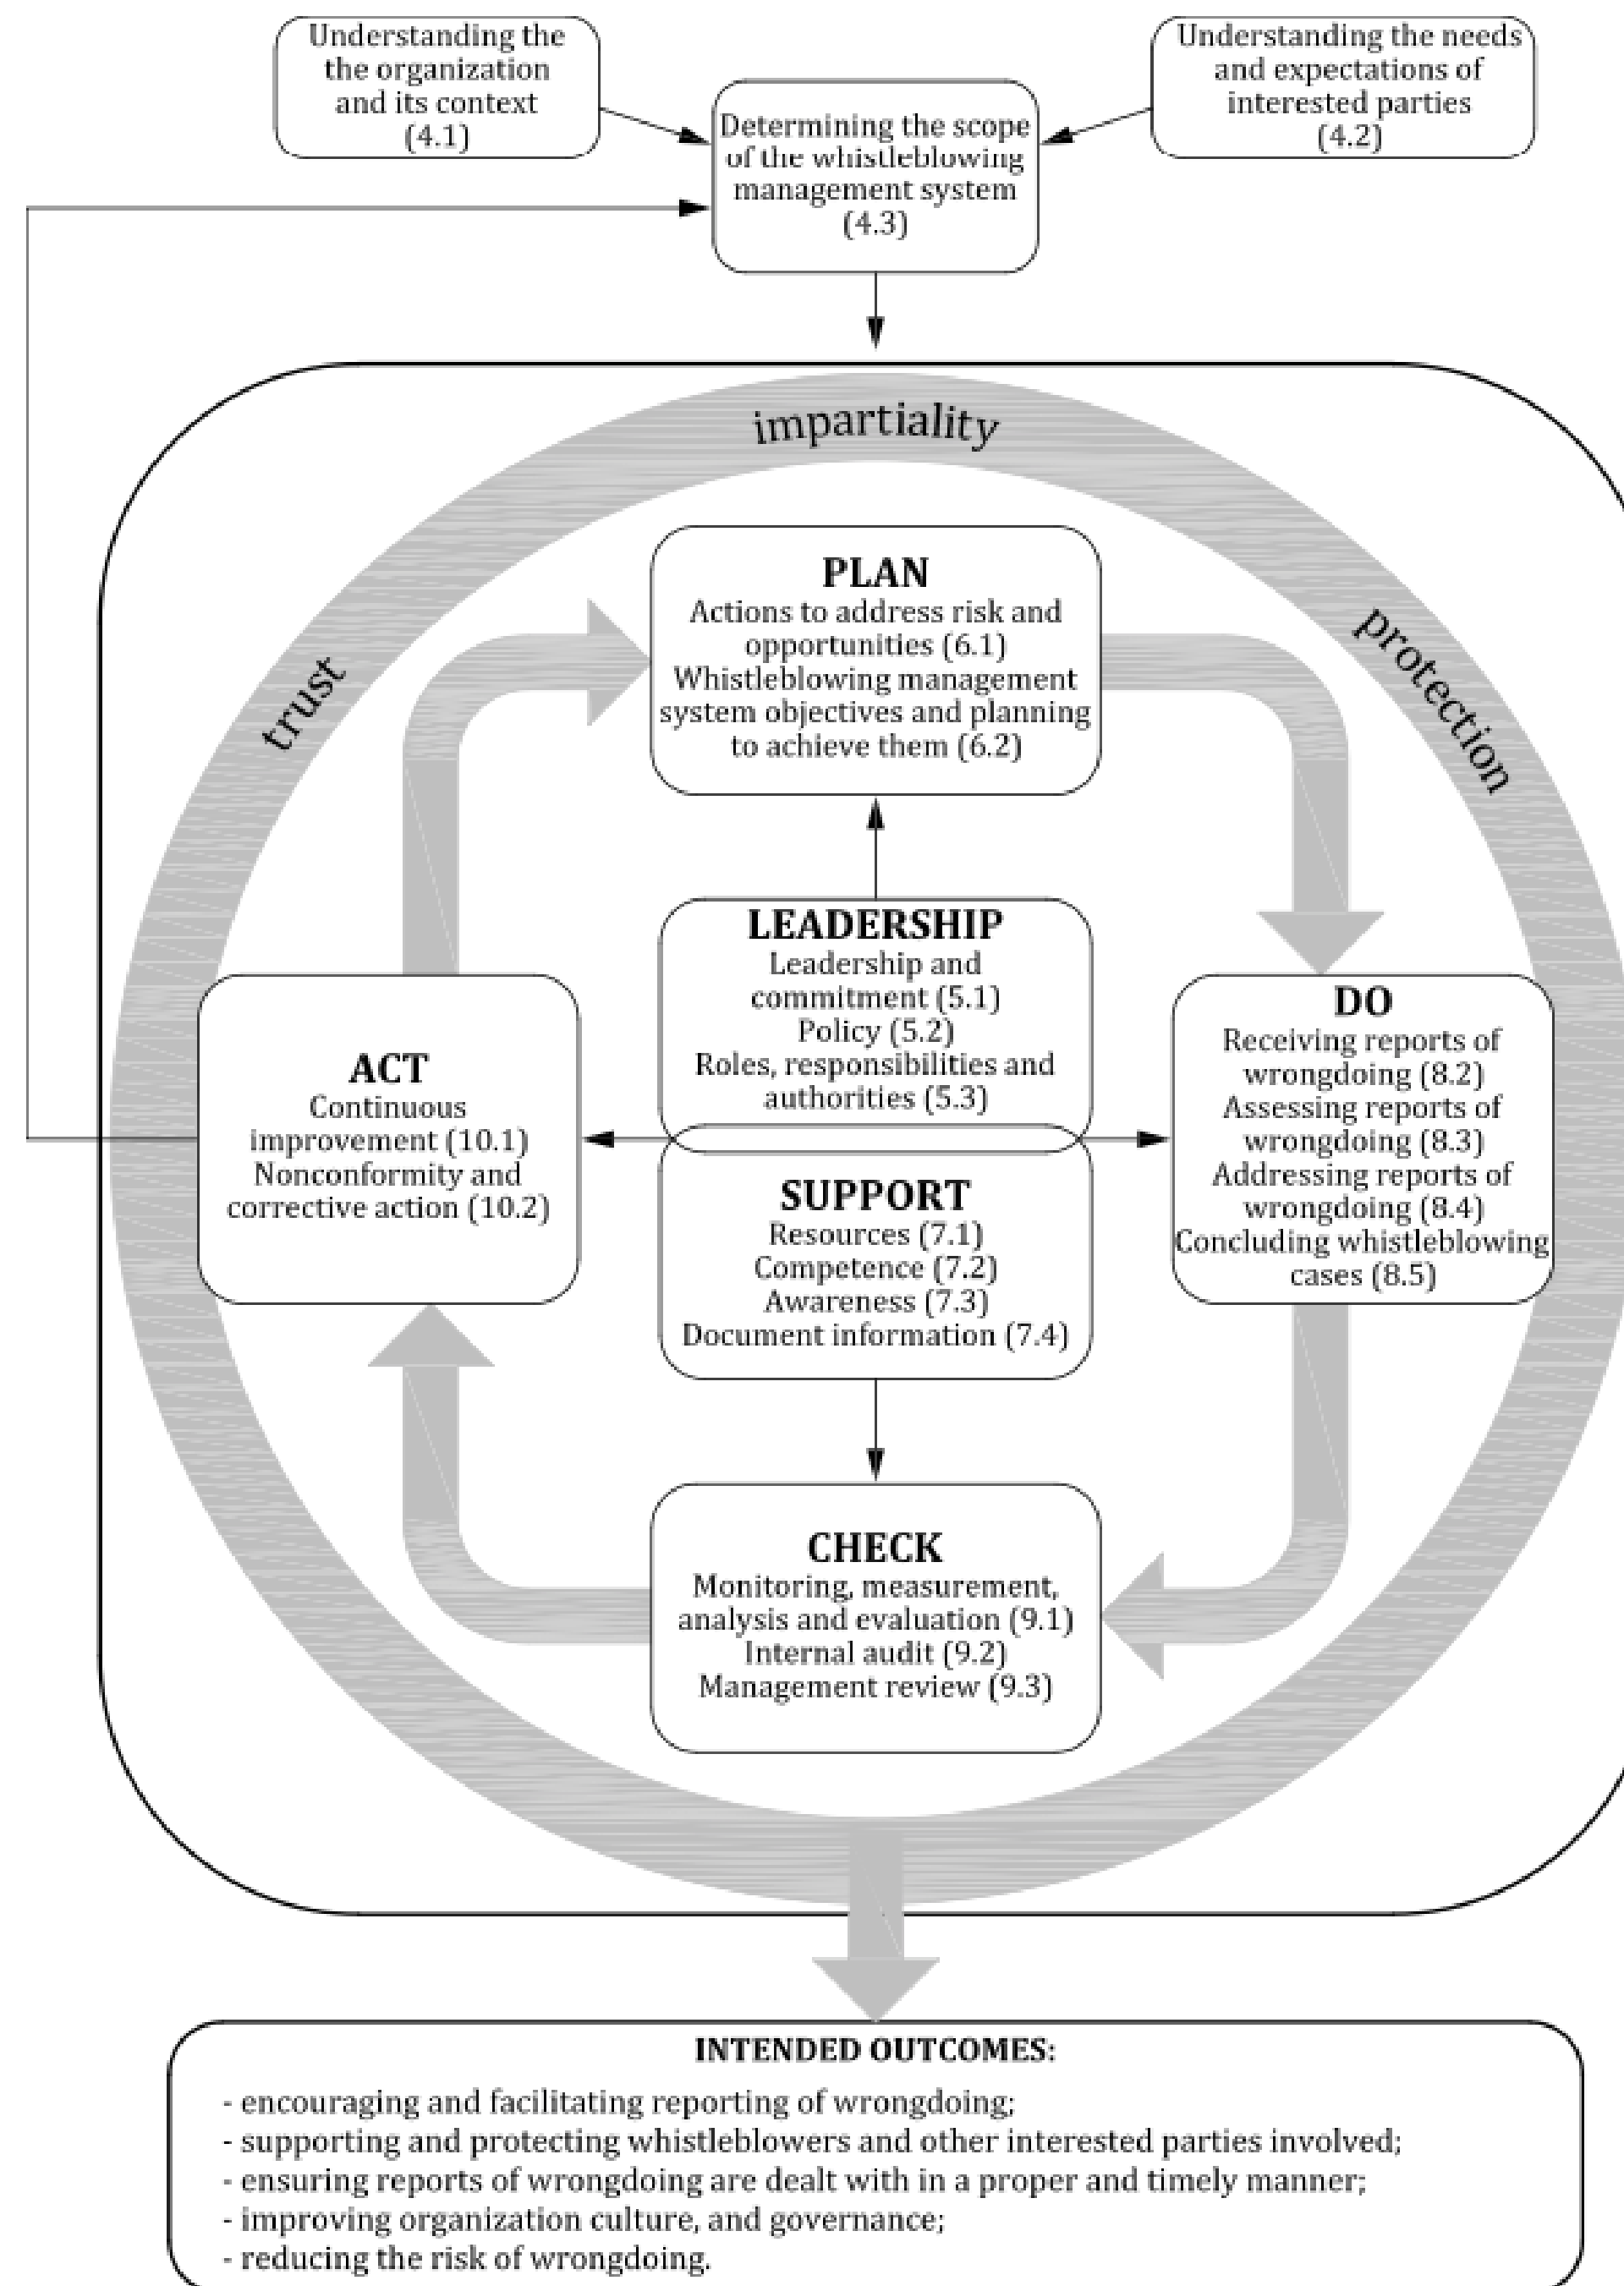 Understanding the
the organization
and its context
(4.1)
Understanding the needs
and expectations of
interested parties
(4.2)
Determining the scope
of the whistleblowing
management system
(4.3)
impartiality
trust
protection
PLAN
Actions to address risk and
opportunities (6.1)
Whistleblowing management
system objectives and planning
to achieve them (6.2)
LEADERSHIP
Leadership and
commitment (5.1)
Policy (5.2)
Roles, responsibilities and
authorities (5.3)
ACT
Continuous
improvement (10.1)
Nonconformity and
corrective action (10.2)
DO
Receiving reports of
wrongdoing (8.2)
Assessing reports of
wrongdoing (8.3)
Addressing reports of
wrongdoing (8.4)
Concluding whistleblowing
cases (8.5)
SUPPORT
Resources (7.1)
Competence (7.2)
Awareness (7.3)
Document information (7.4)
CHECK
Monitoring, measurement,
analysis and evaluation (9.1)
Internal audit (9.2)
Management review (9.3)
INTENDED OUTCOMES:
- encouraging and facilitating reporting of wrongdoing;
- supporting and protecting whistleblowers and other interested parties involved;
- ensuring reports of wrongdoing are dealt with in a proper and timely manner;
- improving organization culture, and governance;
- reducing the risk of wrongdoing.